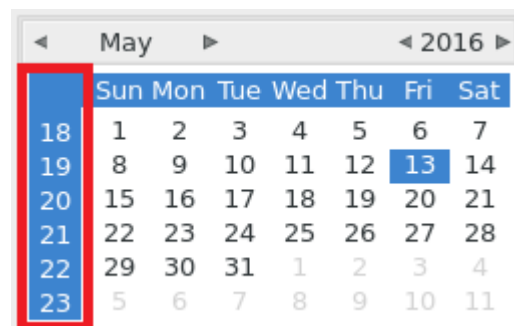 ◀ May ▶ ◀ 2016 ▶
Sun Mon Tue Wed Thu Fri Sat
18 1 2 3 4 5 6 7
19 8 9 10 11 12 13 14
20 15 16 17 18 19 20 21
21 22 23 24 25 26 27 28
22 29 30 31 1 2 3 4
23 5 6 7 8 9 10 11